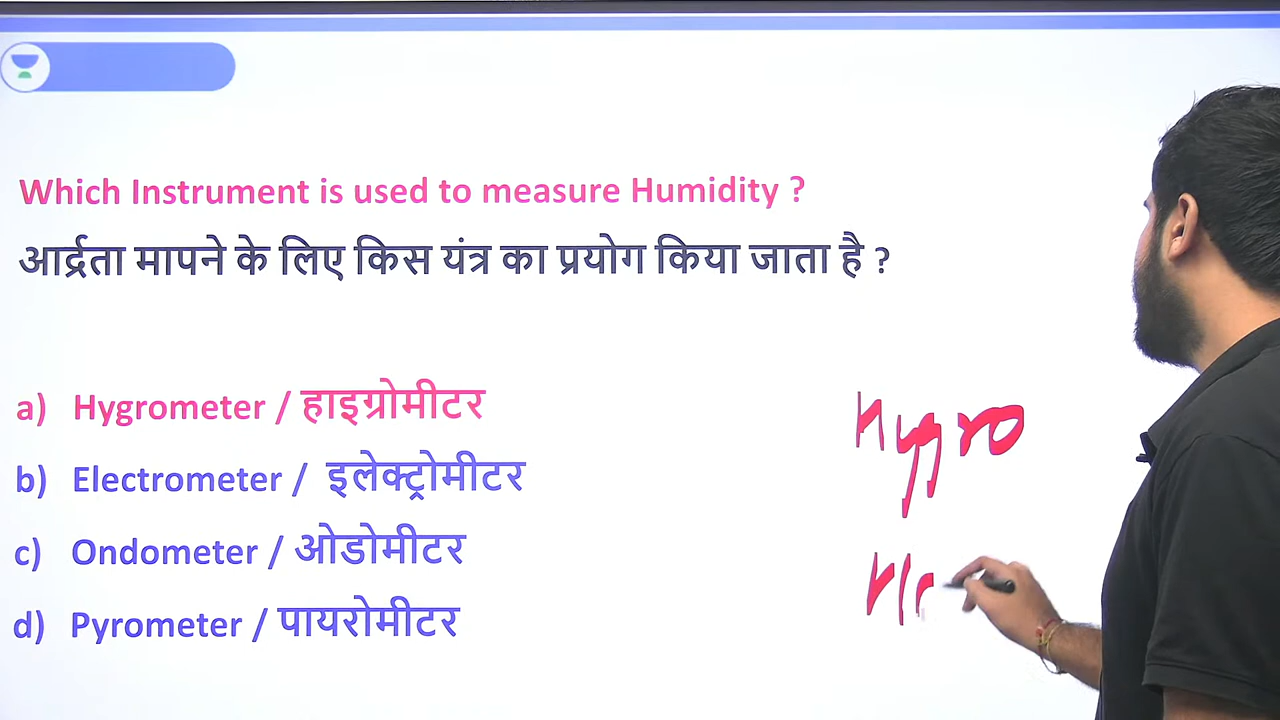 Which Instrument is used to measure Humidity ?
आर्द्रता मापने के लिए किस यंत्र का प्रयोग किया जाता है ?
a) Hygrometer / हाइग्रोमीटर
b) Electrometer / इलेक्ट्रोमीटर
c) Ondometer / ओडोमीटर
d) Pyrometer / पायरोमीटर
Hygro